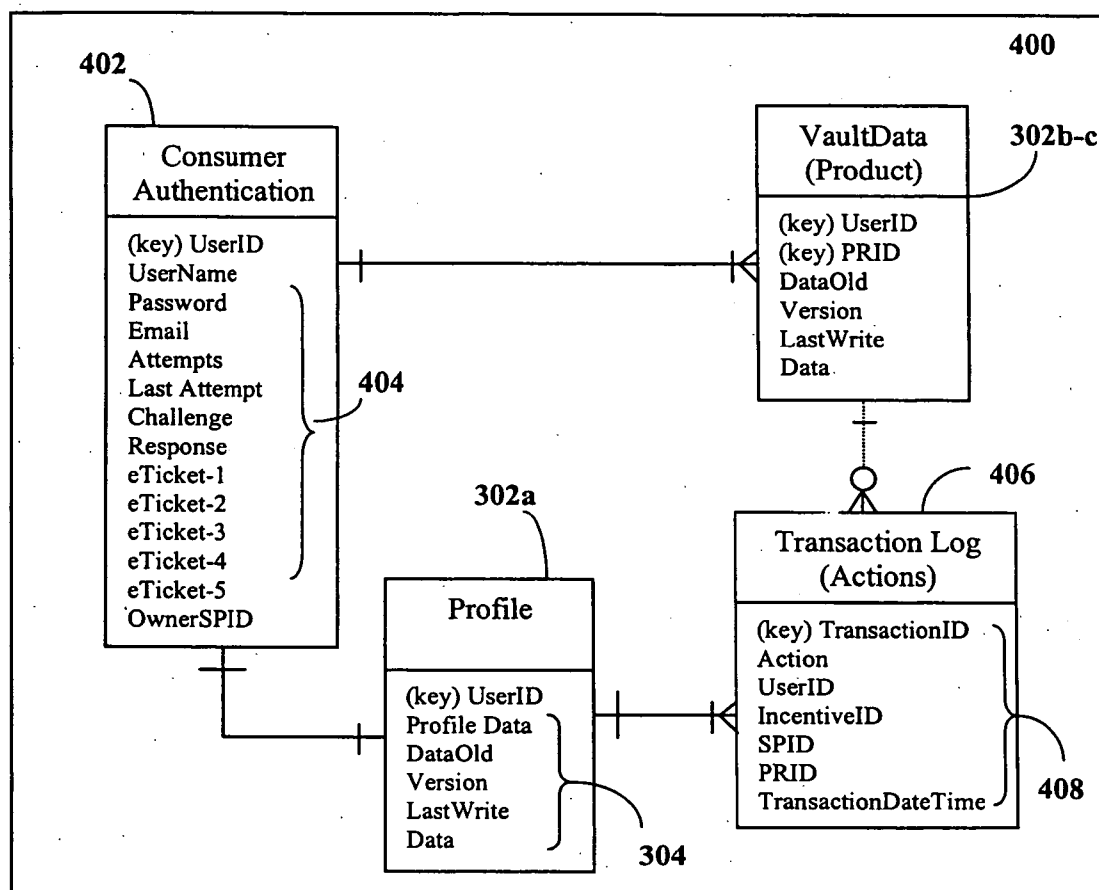 400
402
Consumer
Authentication
(key) UserID
UserName
Password
Email
Attempts
Last Attempt
Challenge
Response
eTicket-1
eTicket-2
eTicket-3
eTicket-4
eTicket-5
OwnerSPID
404
VaultData
(Product)
302b-c
(key) UserID
(key) PRID
DataOld
Version
LastWrite
Data
302a
Profile
(key) UserID
Profile Data
DataOld
Version
LastWrite
Data
304
406
Transaction Log
(Actions)
(key) TransactionID
Action
UserID
IncentiveID
SPID
PRID
TransactionDateTime
408